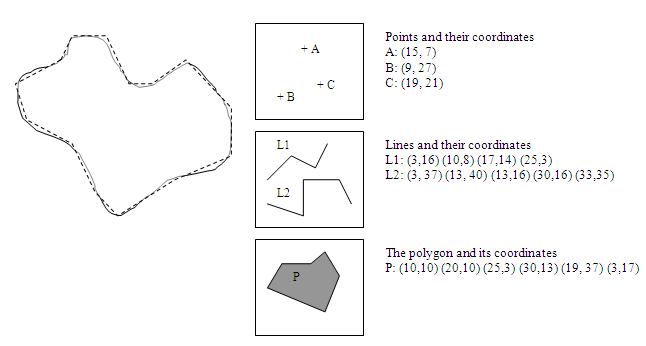 + A
+ C
+ B
Points and their coordinates
A: (15, 7)
B: (9, 27)
C: (19, 21)
L1
L2
Lines and their coordinates
L1: (3,16) (10,8) (17,14) (25,3)
L2: (3, 37) (13, 40) (13,16) (30,16) (33,35)
P
The polygon and its coordinates
P: (10,10) (20,10) (25,3) (30,13) (19, 37) (3,17)